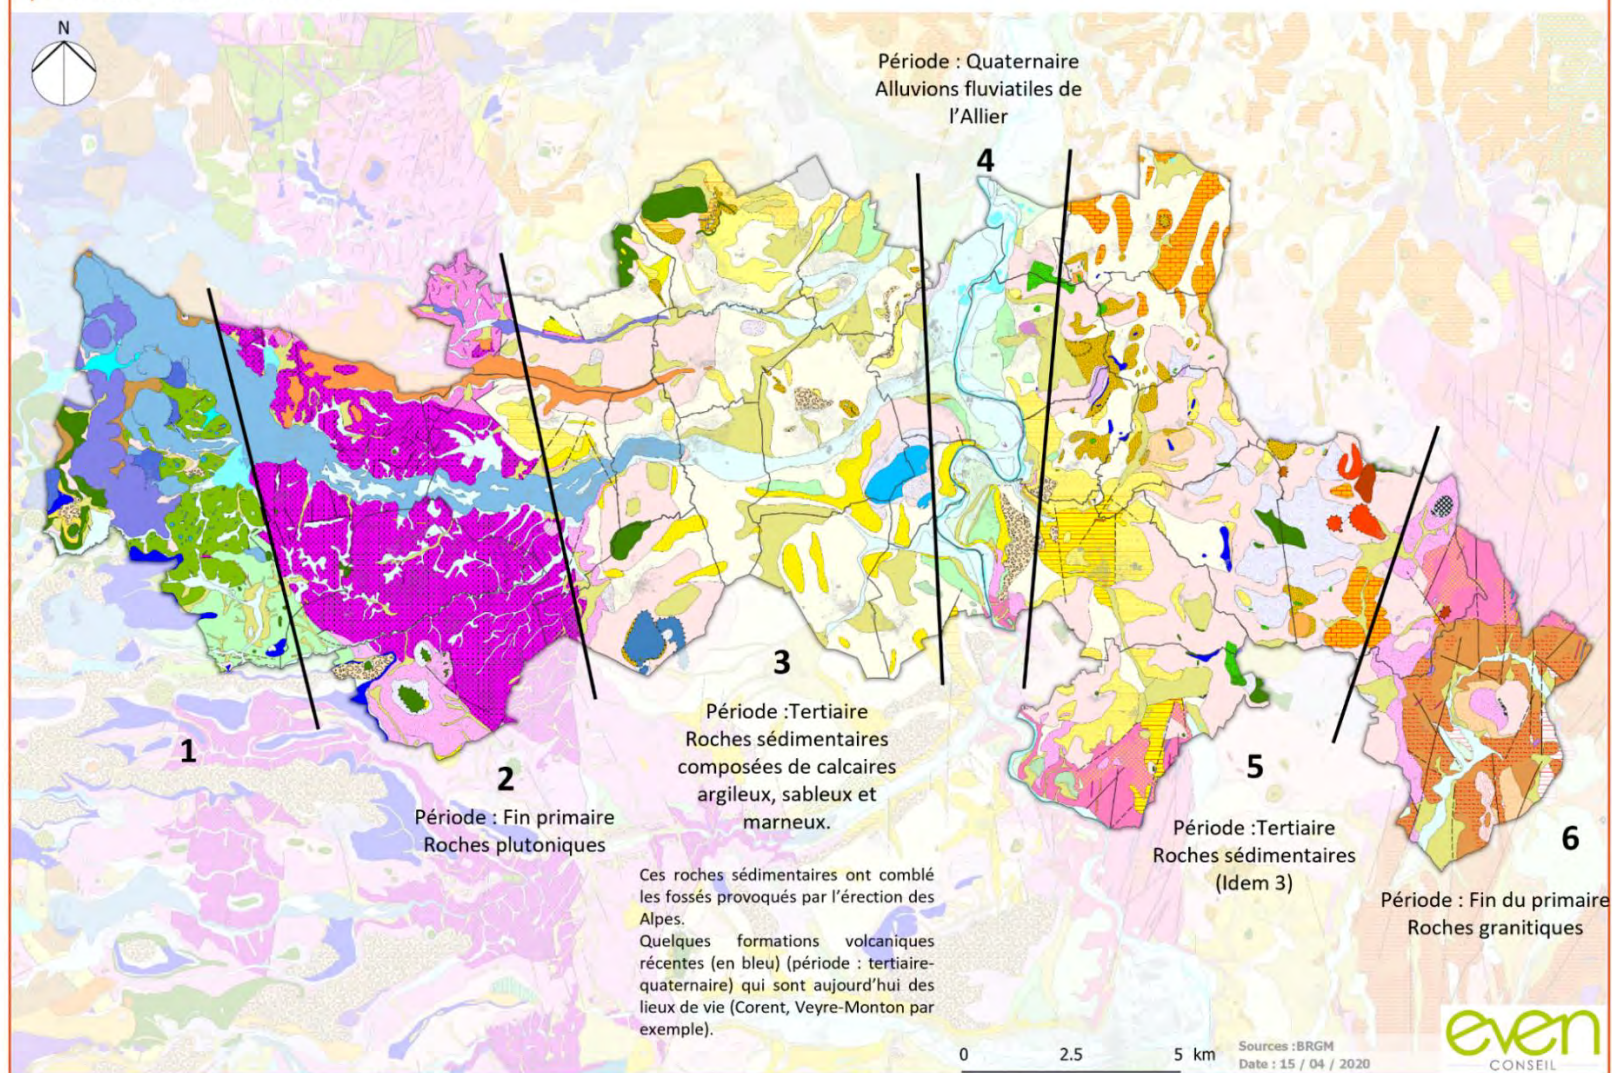 N
Période : Quaternaire
Alluvions fluviatiles de
l'Allier
4
3
Période :Tertiaire
Roches sédimentaires
composées de calcaires
argileux, sableux et
marneux.
1
2
Période : Fin primaire
Roches plutoniques
5
Période :Tertiaire
Roches sédimentaires
(Idem 3)
6
Période : Fin du primaire
Roches granitiques
Ces roches sédimentaires ont comblé
les fossés provoqués par l'érection des
Alpes.
Quelques formations volcaniques
récentes (en bleu) (période : tertiaire-
quaternaire) qui sont aujourd'hui des
lieux de vie (Corent, Veyre-Monton par
exemple).
0 2.5 5 km
Sources :BRGM
Date : 15 / 04 / 2020
even
CONSEIL